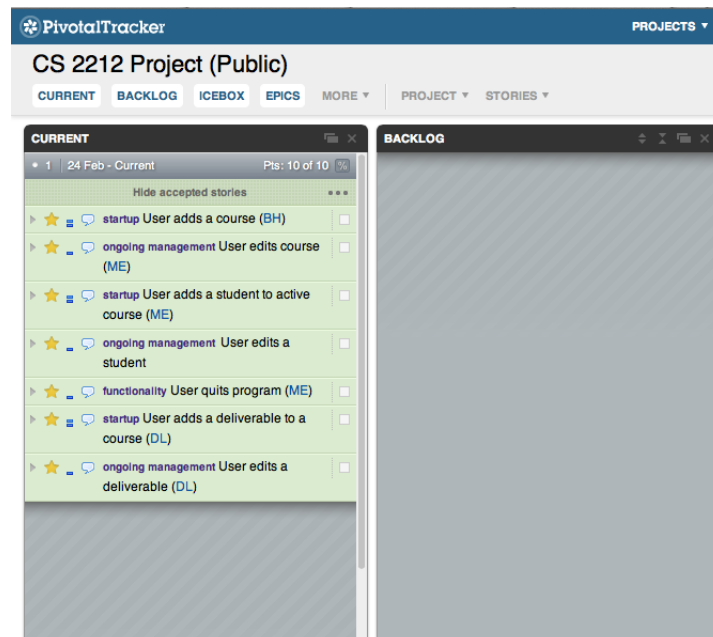 PivotalTracker
PROJECTS
CS 2212 Project (Public)
CURRENT BACKLOG ICEBOX EPICS MORE PROJECT STORIES
CURRENT
1 24 Feb - Current Pts: 10 of 10 %
Hide accepted stories
startup User adds a course (BH)
ongoing management User edits course
(ME)
startup User adds a student to active
course (ME)
ongoing management User edits a
student
functionality User quits program (ME)
startup User adds a deliverable to a
course (DL)
ongoing management User edits a
deliverable (DL)
BACKLOG